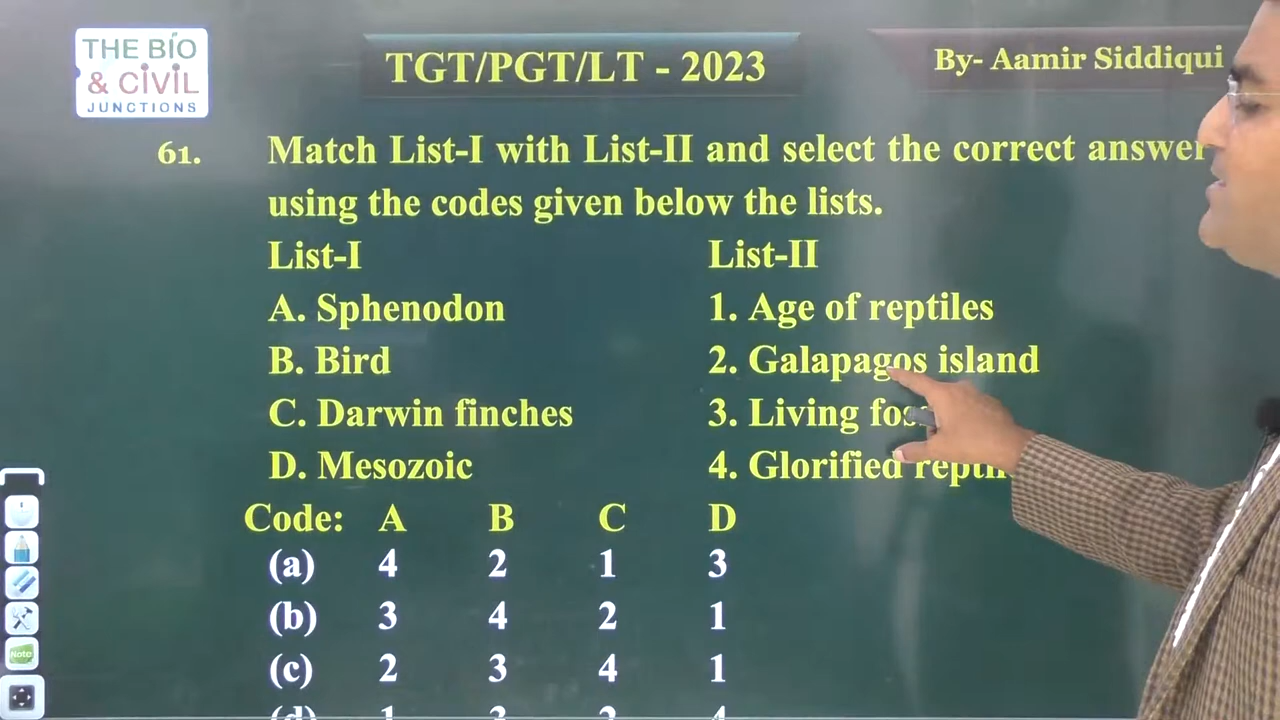 THE BIO
& CIVIL
JUNCTIONS
TGT/PGT/LT - 2023
By- Aamir Siddiqui
61. Match List-I with List-II and select the correct answer
using the codes given below the lists.
List-I List-II
A. Sphenodon 1. Age of reptiles
B. Bird 2. Galapagos island
C. Darwin finches 3. Living
D. Mesozoic 4. Glorified
Code: A B C D
(a) 4 2 1 3
(b) 3 4 2 1
(c) 2 3 4 1
(d) 1
Note